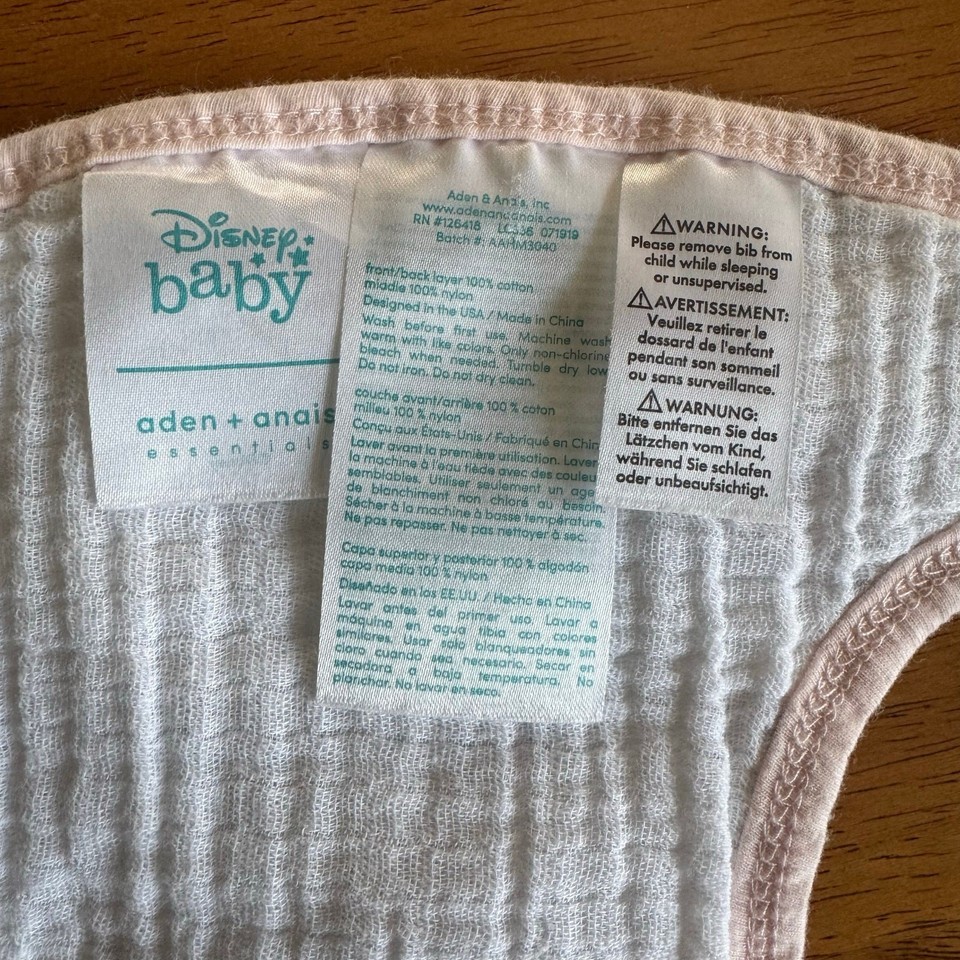 Disney
baby
aden + anais
essentials
Aden & Anais, Inc
www.adenandanais.com
RN #126418 071919
Batch #: AAHM3040
front/back layer 100% cotton
middle 100% nylon
Designed in the USA / Made in China
Wash before first use. Machine wash
warm with like colors. Only non-chlorine
bleach when needed. Tumble dry low
Do not iron. Do not dry clean.
couche avant/arrière 100 % coton
milieu 100 % nylon
Conçu aux États-Unis / Fabriqué en Chin
Laver avant la première utilisation. Laver
la machine à l'eau tiède avec des couleu
semblables. Utiliser seulement un age
de blanchiment non chloré au besoin.
Sécher à la machine à basse température.
Ne pas repasser. Ne pas nettoyer à sec.
Capa superior y posterior 100 % algodón
capa media 100 % nylon
Diseñado en los EE.UU. / Hecho en China
Lavar antes del primer uso. Lavar a
máquina en agua tibia con colores
similares. Usar solo blanqueadores sin
cloro cuando sea necesario. Secar en
secadora a baja temperatura. No
planchar. No lavar en seco.
⚠WARNING:
Please remove bib from
child while sleeping
or unsupervised.
⚠AVERTISSEMENT:
Veuillez retirer le
dossard de l'enfant
pendant son sommeil
ou sans surveillance.
⚠WARNUNG:
Bitte entfernen Sie das
Lätzchen vom Kind,
während Sie schlafen
oder unbeaufsichtigt.